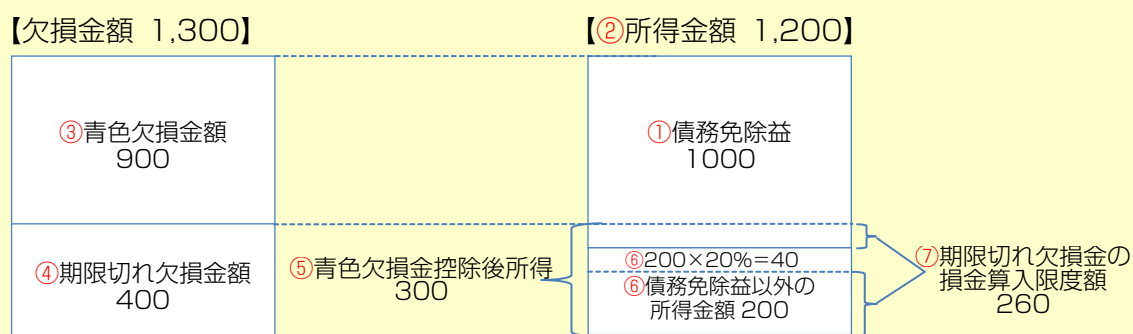 【欠損金額 1,300】
【②所得金額 1,200】
③青色欠損金額
900
①債務免除益
1000
④期限切れ欠損金額
400
⑤青色欠損金控除後所得
300
⑥200×20%=40
⑥債務免除益以外の
所得金額 200
⑦期限切れ欠損金の
損金算入限度額
260